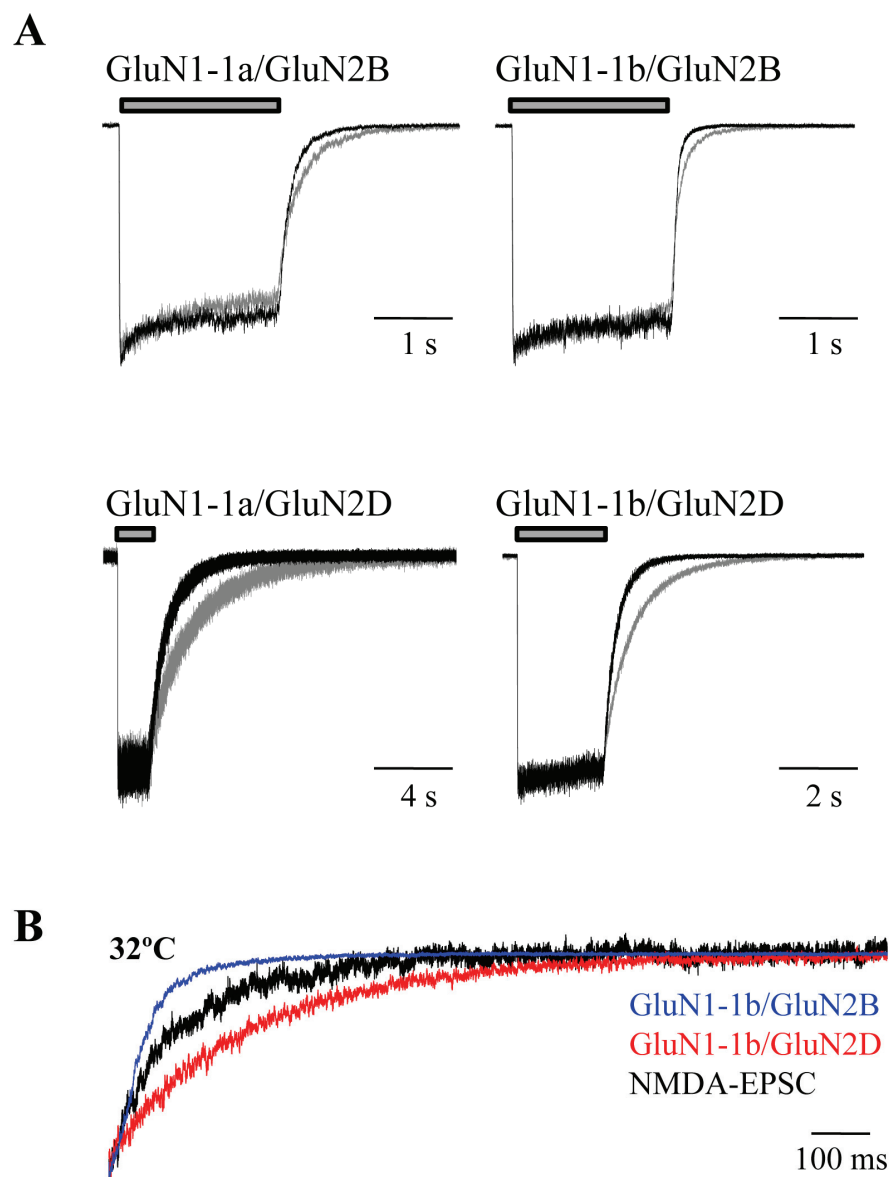 A
GluN1-1a/GluN2B
GluN1-1b/GluN2B
1 s
1 s
GluN1-1a/GluN2D
GluN1-1b/GluN2D
4 s
2 s
B
32ºC
GluN1-1b/GluN2B
GluN1-1b/GluN2D
NMDA-EPSC
100 ms